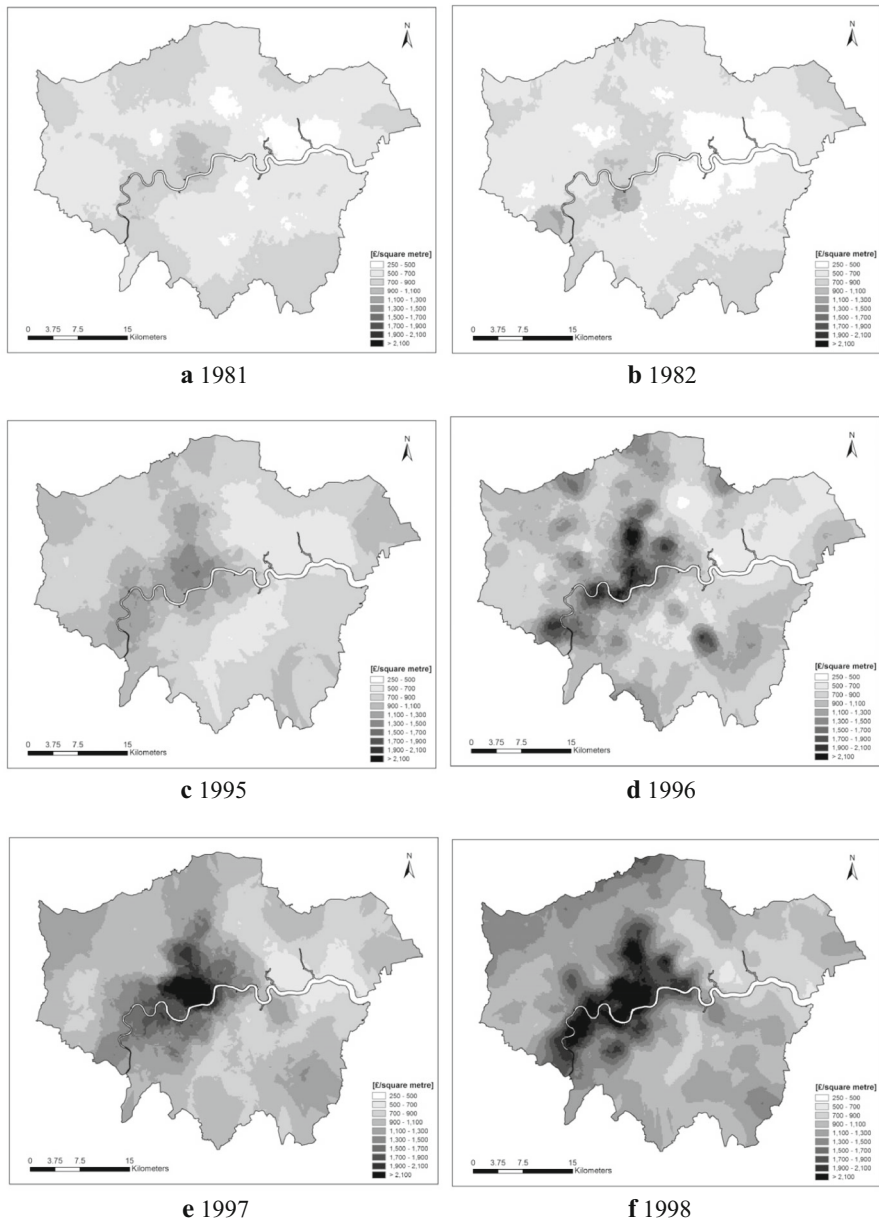 N
[£/square metre]
250 - 500
500 - 700
700 - 900
900 - 1,100
1,100 - 1,300
1,300 - 1,500
1,500 - 1,700
1,700 - 1,900
1,900 - 2,100
> 2,100
0 3.75 7.5 15
Kilometers
a 1981
N
[£/square metre]
250 - 500
500 - 700
700 - 900
900 - 1,100
1,100 - 1,300
1,300 - 1,500
1,500 - 1,700
1,700 - 1,900
1,900 - 2,100
> 2,100
0 3.75 7.5 15
Kilometers
b 1982
N
[£/square metre]
250 - 500
500 - 700
700 - 900
900 - 1,100
1,100 - 1,300
1,300 - 1,500
1,500 - 1,700
1,700 - 1,900
1,900 - 2,100
> 2,100
0 3.75 7.5 15
Kilometers
c 1995
N
[£/square metre]
250 - 500
500 - 700
700 - 900
900 - 1,100
1,100 - 1,300
1,300 - 1,500
1,500 - 1,700
1,700 - 1,900
1,900 - 2,100
> 2,100
0 3.75 7.5 15
Kilometers
d 1996
N
[£/square metre]
250 - 500
500 - 700
700 - 900
900 - 1,100
1,100 - 1,300
1,300 - 1,500
1,500 - 1,700
1,700 - 1,900
1,900 - 2,100
> 2,100
0 3.75 7.5 15
Kilometers
e 1997
N
[£/square metre]
250 - 500
500 - 700
700 - 900
900 - 1,100
1,100 - 1,300
1,300 - 1,500
1,500 - 1,700
1,700 - 1,900
1,900 - 2,100
> 2,100
0 3.75 7.5 15
Kilometers
f 1998